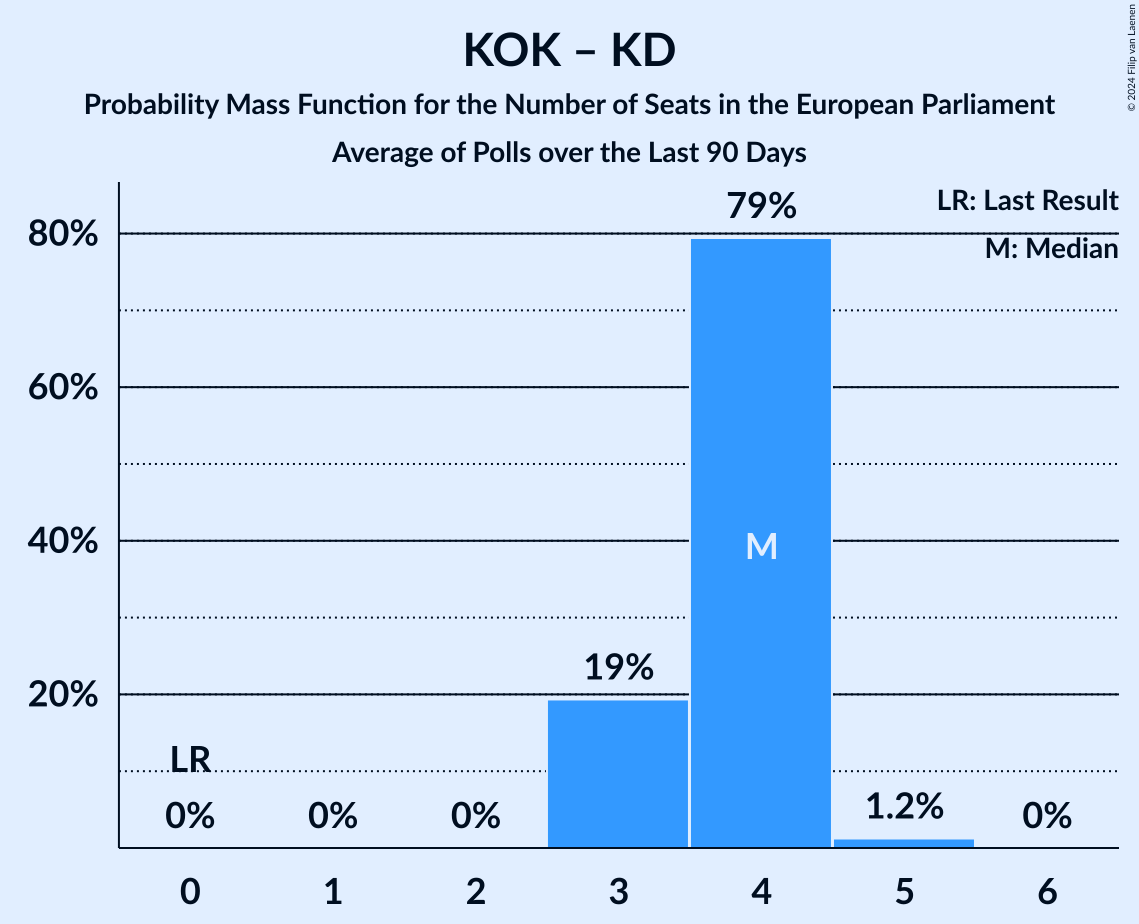 KOK – KD
Probability Mass Function for the Number of Seats in the European Parliament
Average of Polls over the Last 90 Days
© 2024 Filip van Laenen
LR: Last Result
M: Median
80%
60%
40%
20%
79%
M
19%
LR
0%
0%
0%
1.2%
0%
0
1
2
3
4
5
6